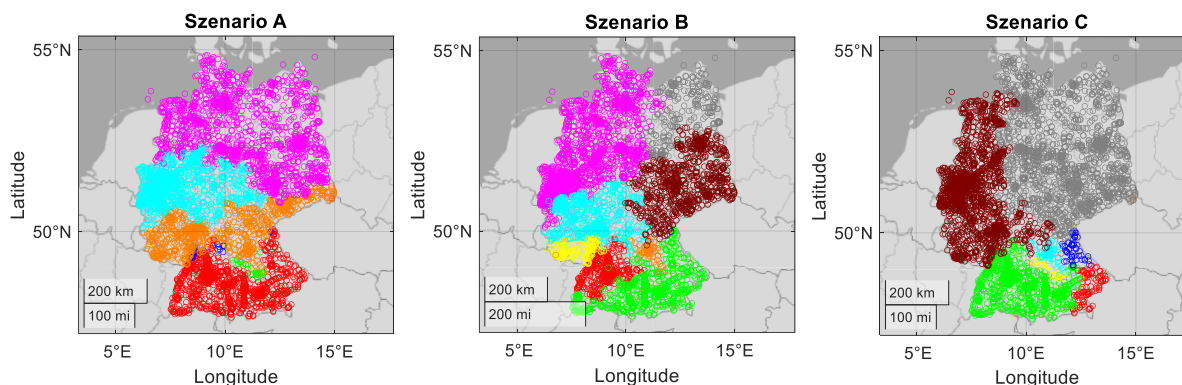 Szenario A
55°N
50°N
Latitude
200 km
100 mi
5°E
10°E
15°E
Longitude
Szenario B
55°N
50°N
Latitude
200 km
200 mi
5°E
10°E
15°E
Longitude
Szenario C
55°N
50°N
Latitude
200 km
100 mi
5°E
10°E
15°E
Longitude